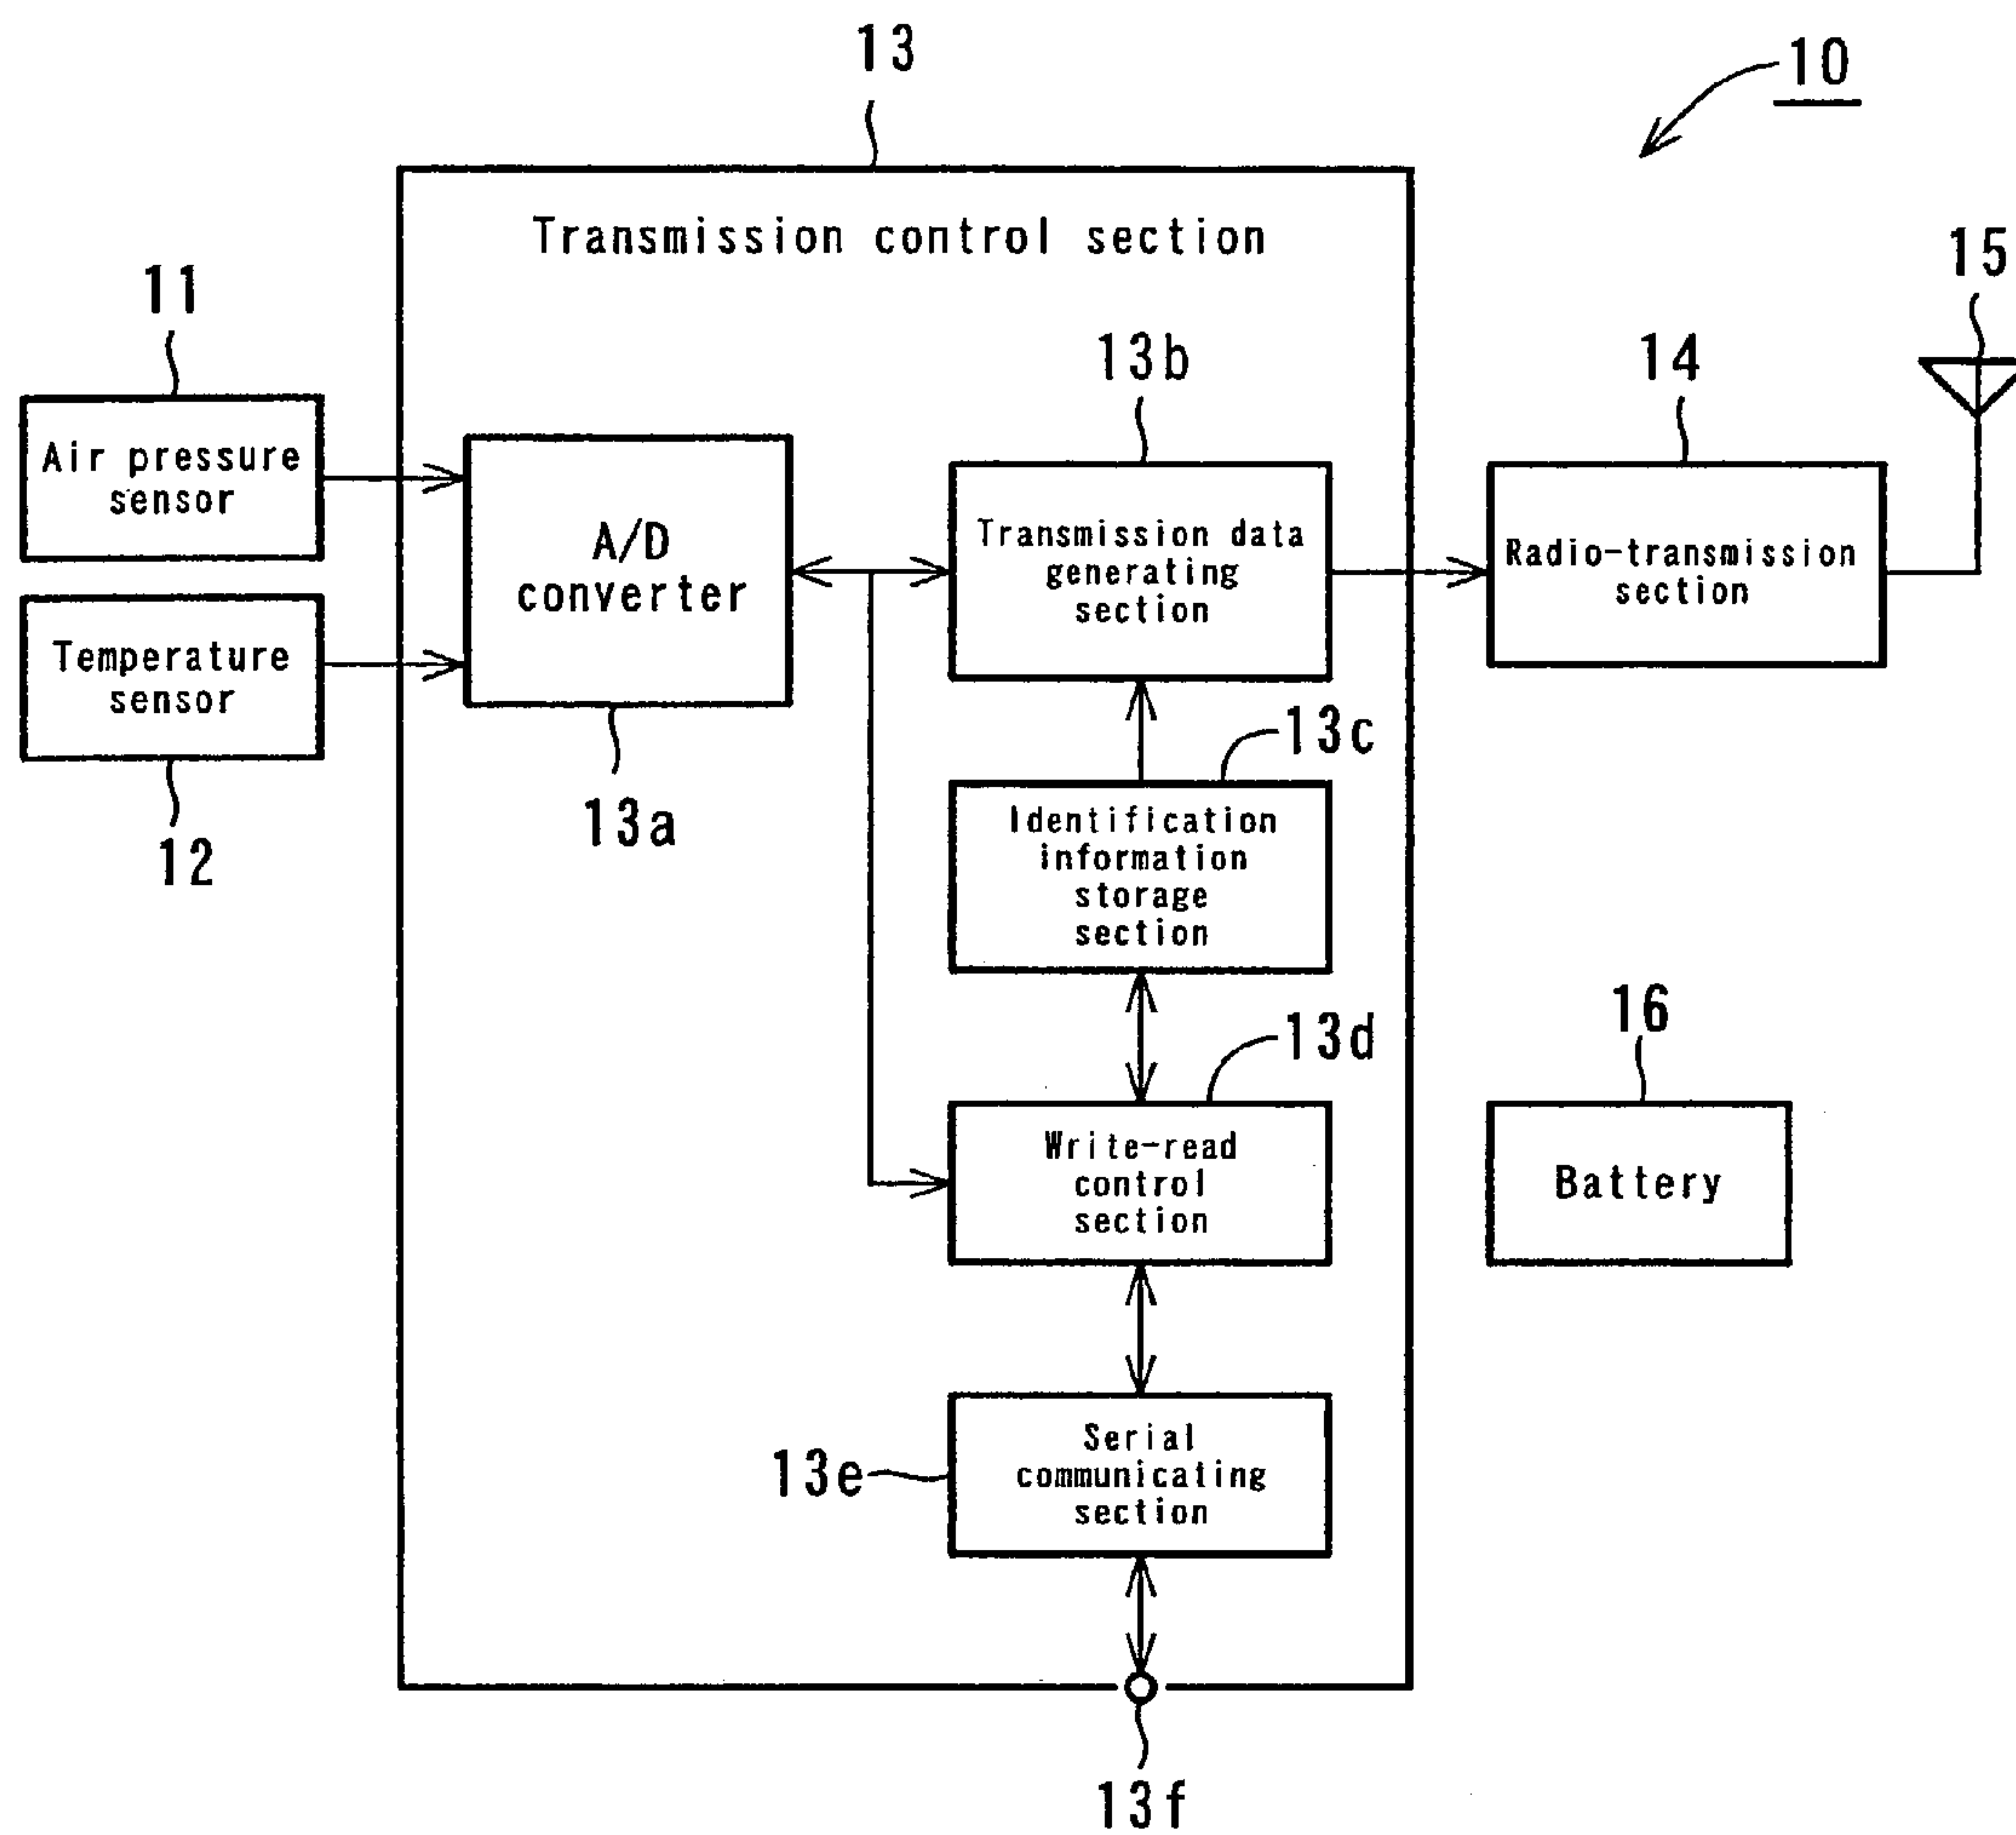 13
10
Transmission control section
15
11
13b
14
Air pressure
sensor
A/D
converter
Transmission data
generating
section
Radio-transmission
section
Temperature
sensor
13c
13a
12
Identification
information
storage
section
16
13d
Write-read
control
section
Battery
13e
Serial
communicating
section
13f